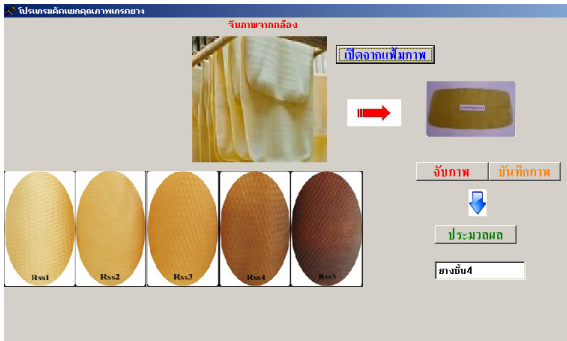 โปรแกรมคัดแยกคุณภาพเกรดยาง
จับภาพจากกล้อง
เปิดจากแฟ้มภาพ
จับภาพ
บันทึกภาพ
ประมวลผล
ยางชั้น4
Rss1
Rss2
Rss3
Rss4
Rss5